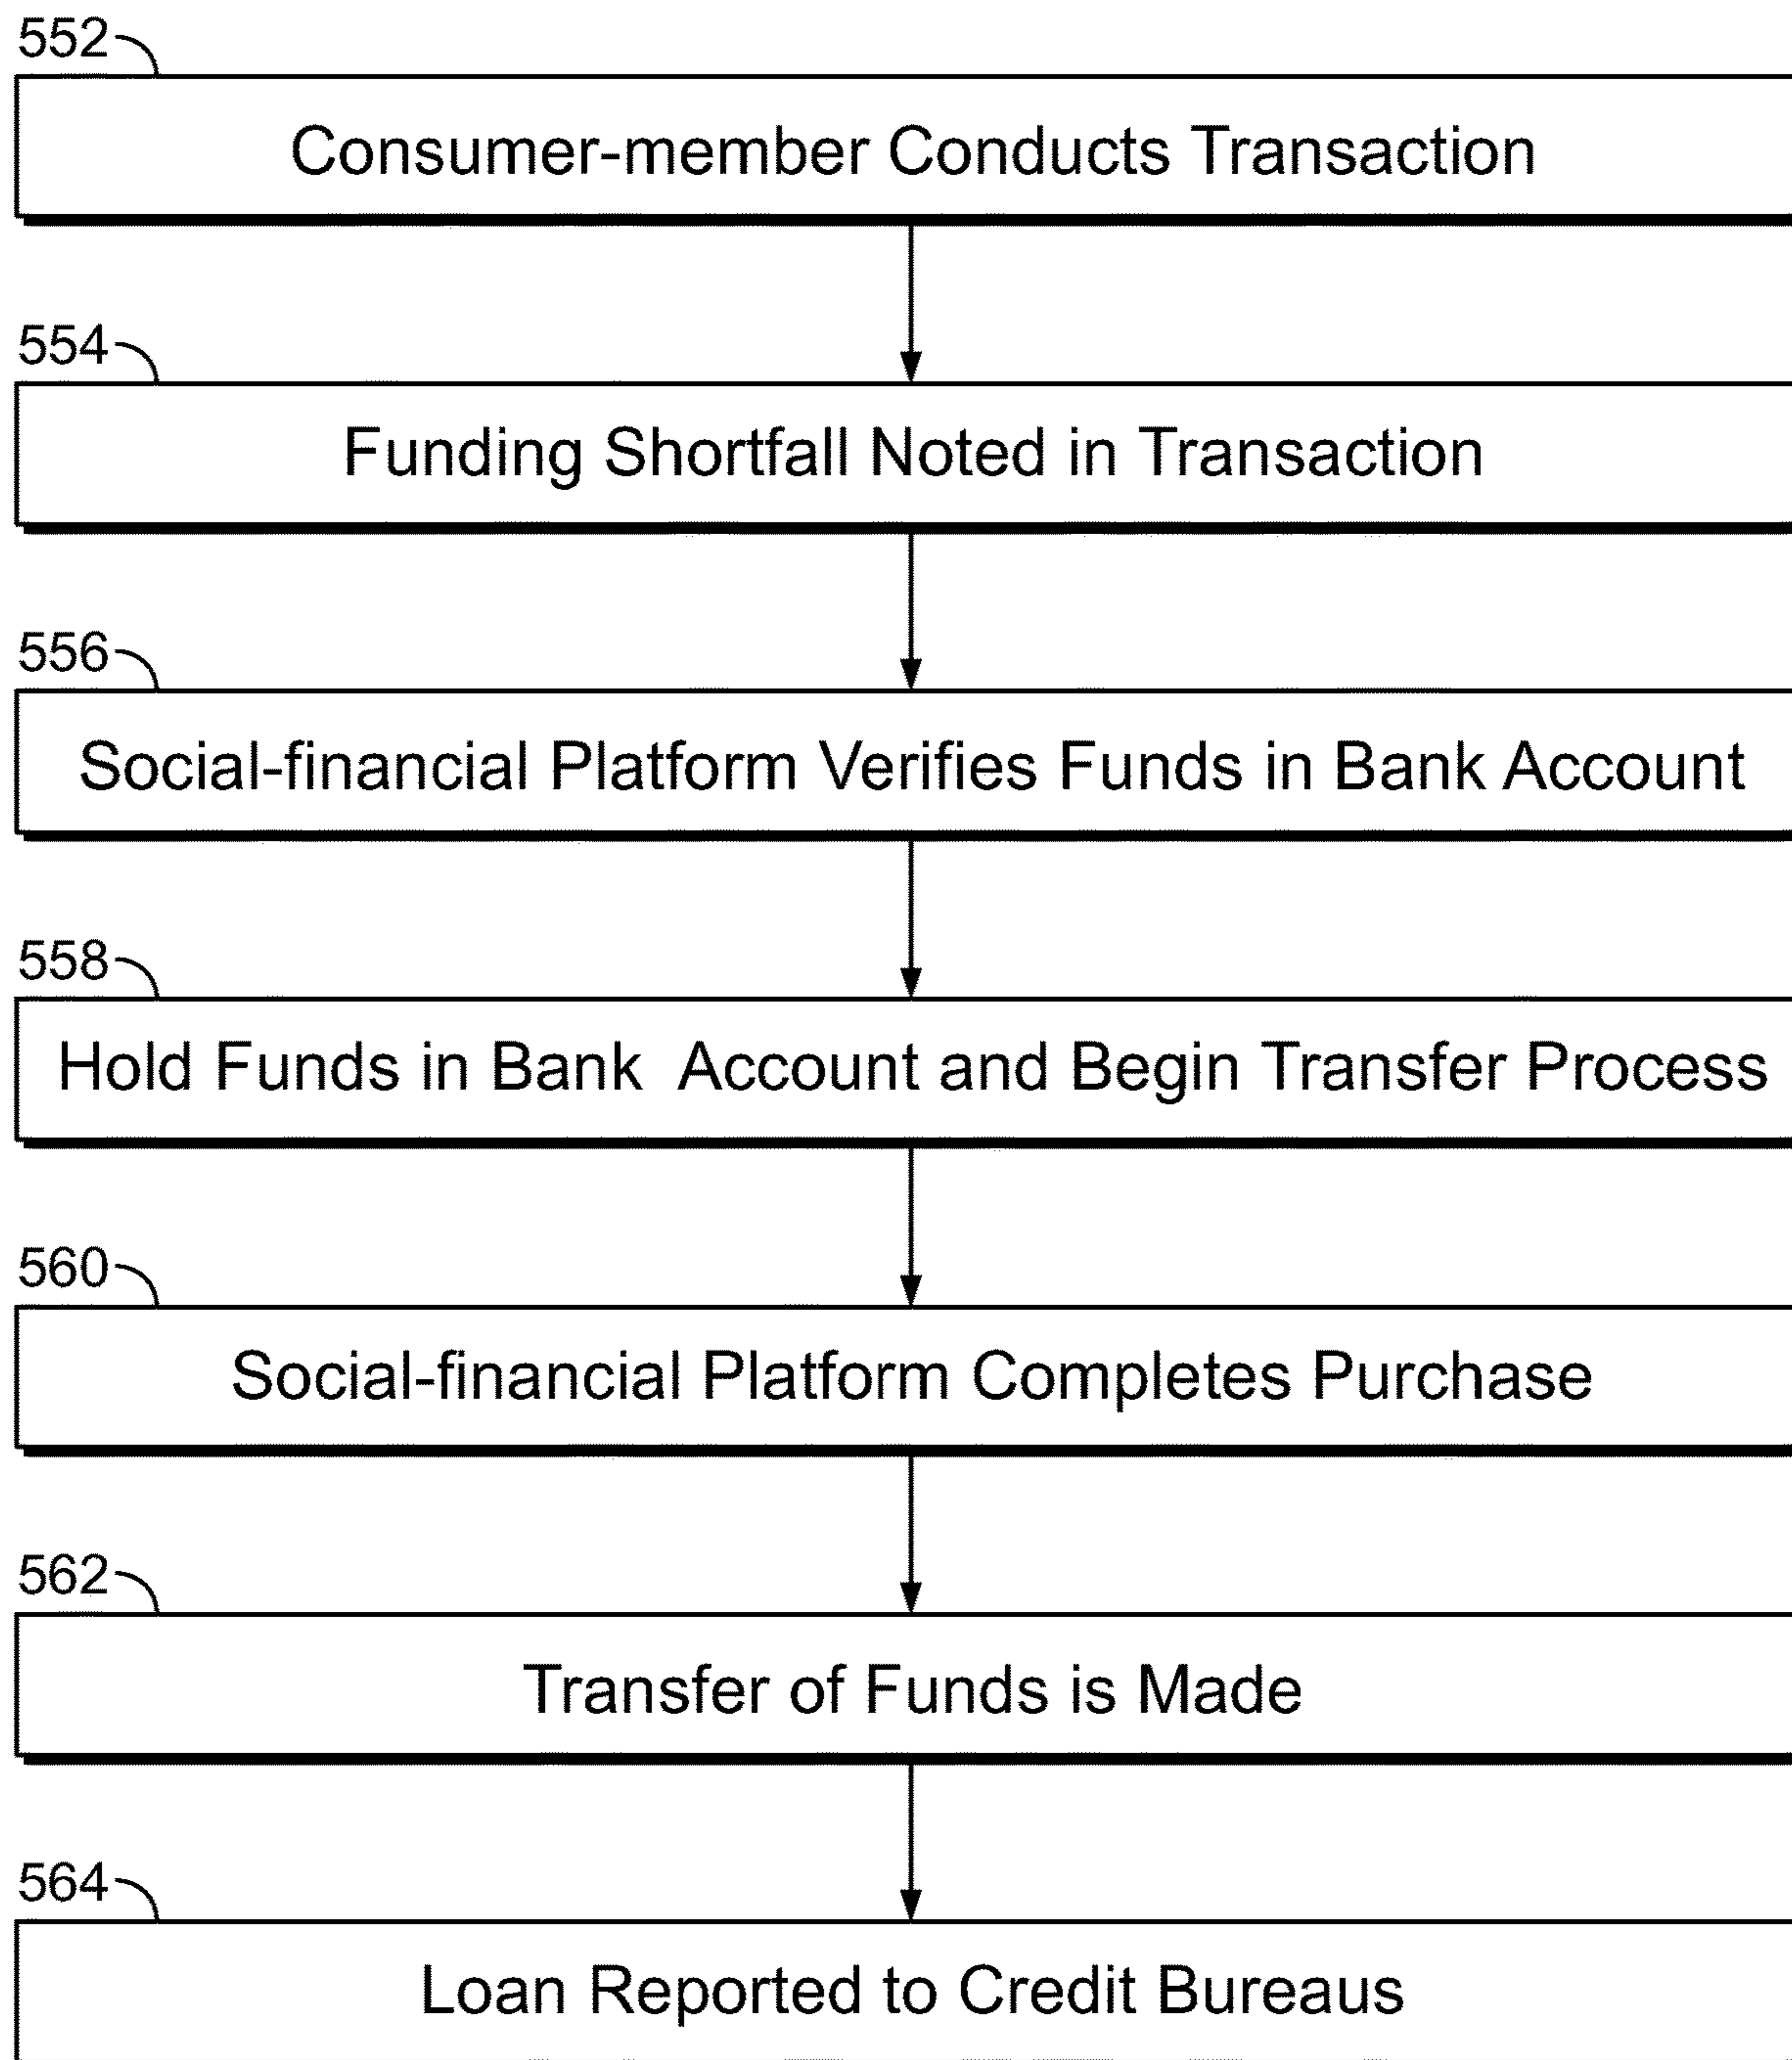 552
Consumer-member Conducts Transaction
554
Funding Shortfall Noted in Transaction
556
Social-financial Platform Verifies Funds in Bank Account
558
Hold Funds in Bank Account and Begin Transfer Process
560
Social-financial Platform Completes Purchase
562
Transfer of Funds is Made
564
Loan Reported to Credit Bureaus